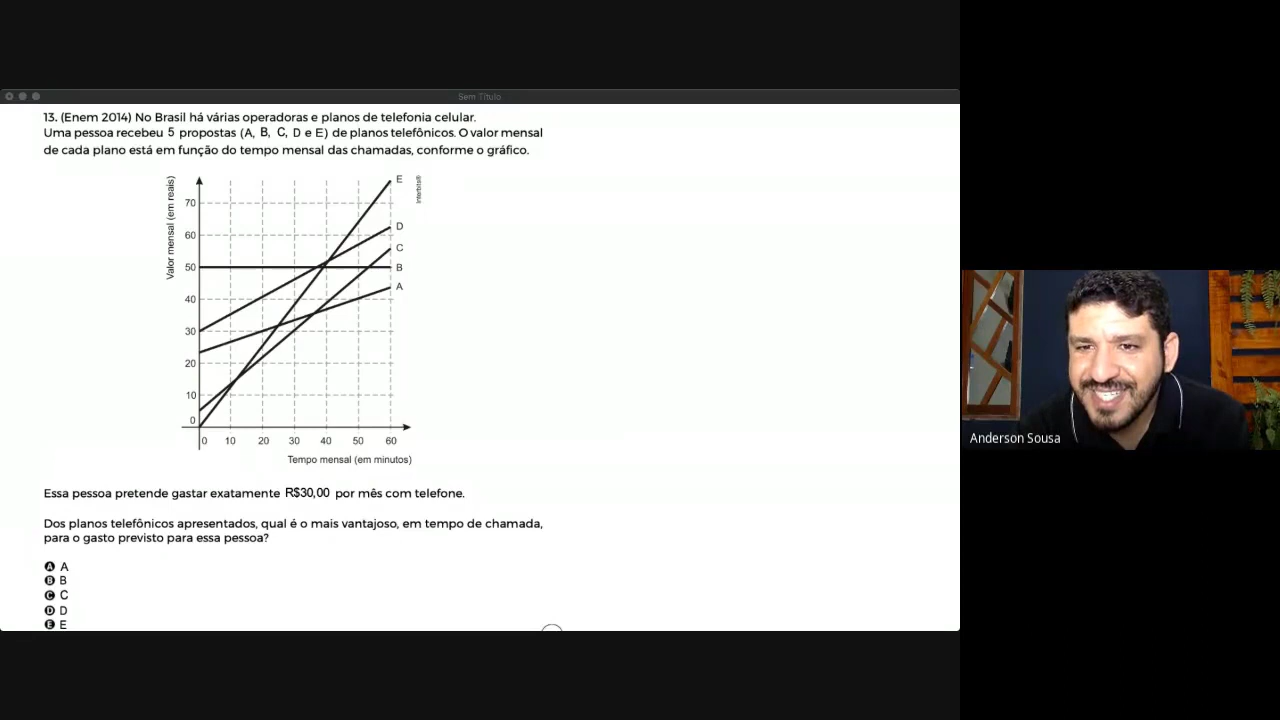 Sem Título
13. (Enem 2014) No Brasil há várias operadoras e planos de telefonia celular.
Uma pessoa recebeu 5 propostas (A, B, C, D e E) de planos telefônicos. O valor mensal
de cada plano está em função do tempo mensal das chamadas, conforme o gráfico.
Valor mensal (em reais)
70
60
50
40
30
20
10
0
E
D
C
B
A
Interbits®
0 10 20 30 40 50 60
Tempo mensal (em minutos)
Essa pessoa pretende gastar exatamente R$30,00 por mês com telefone.
Dos planos telefônicos apresentados, qual é o mais vantajoso, em tempo de chamada,
para o gasto previsto para essa pessoa?
A A
B B
C C
D D
E E
Anderson Sousa